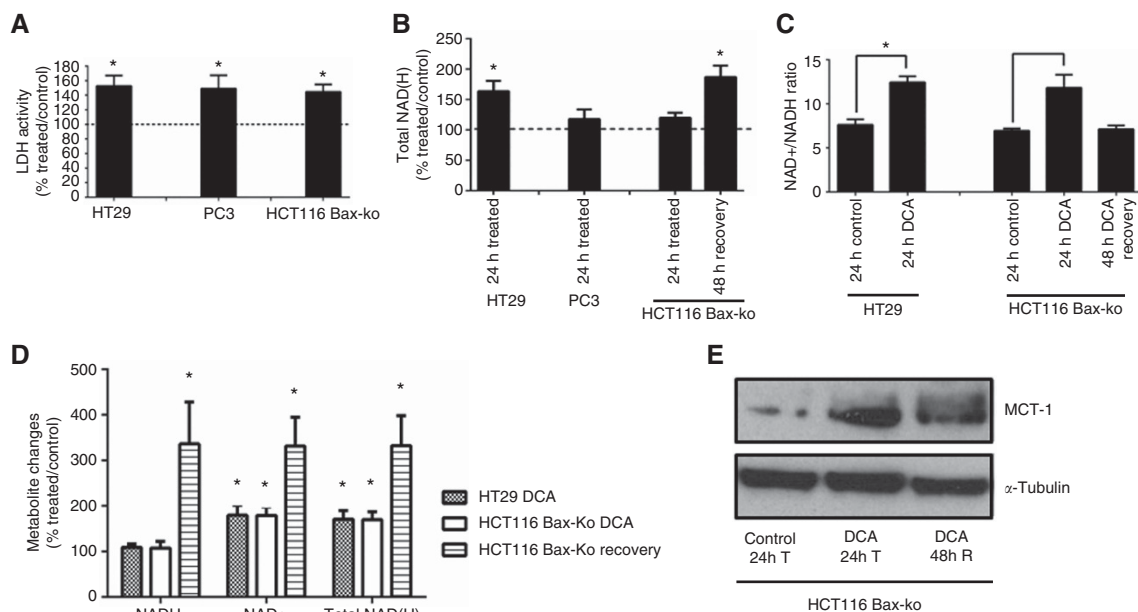 A
LDH activity
(% treated/control)
180
160
140
120
100
80
60
40
20
0
* * *
HT29 PC3 HCT116 Bax-ko
B
Total NAD(H)
(% treated/control)
250
200
150
100
50
0
* *
24 h treated
24 h treated
24 h treated
48 h recovery
HT29 PC3
HCT116 Bax-ko
C
NAD+/NADH ratio
15
10
5
0
*
24 h control
24 h DCA
24 h control
24 h DCA
48 h DCA
recovery
HT29 HCT116 Bax-ko
D
Metabolite changes
(% treated/control)
500
400
300
200
100
0
* * * * * * *
NADH NAD Total NAD(H)
HT29 DCA
HCT116 Bax-Ko DCA
HCT116 Bax-Ko recovery
E
MCT-1
α-Tubulin
Control DCA DCA
24h T 24h T 48h R
HCT116 Bax-ko